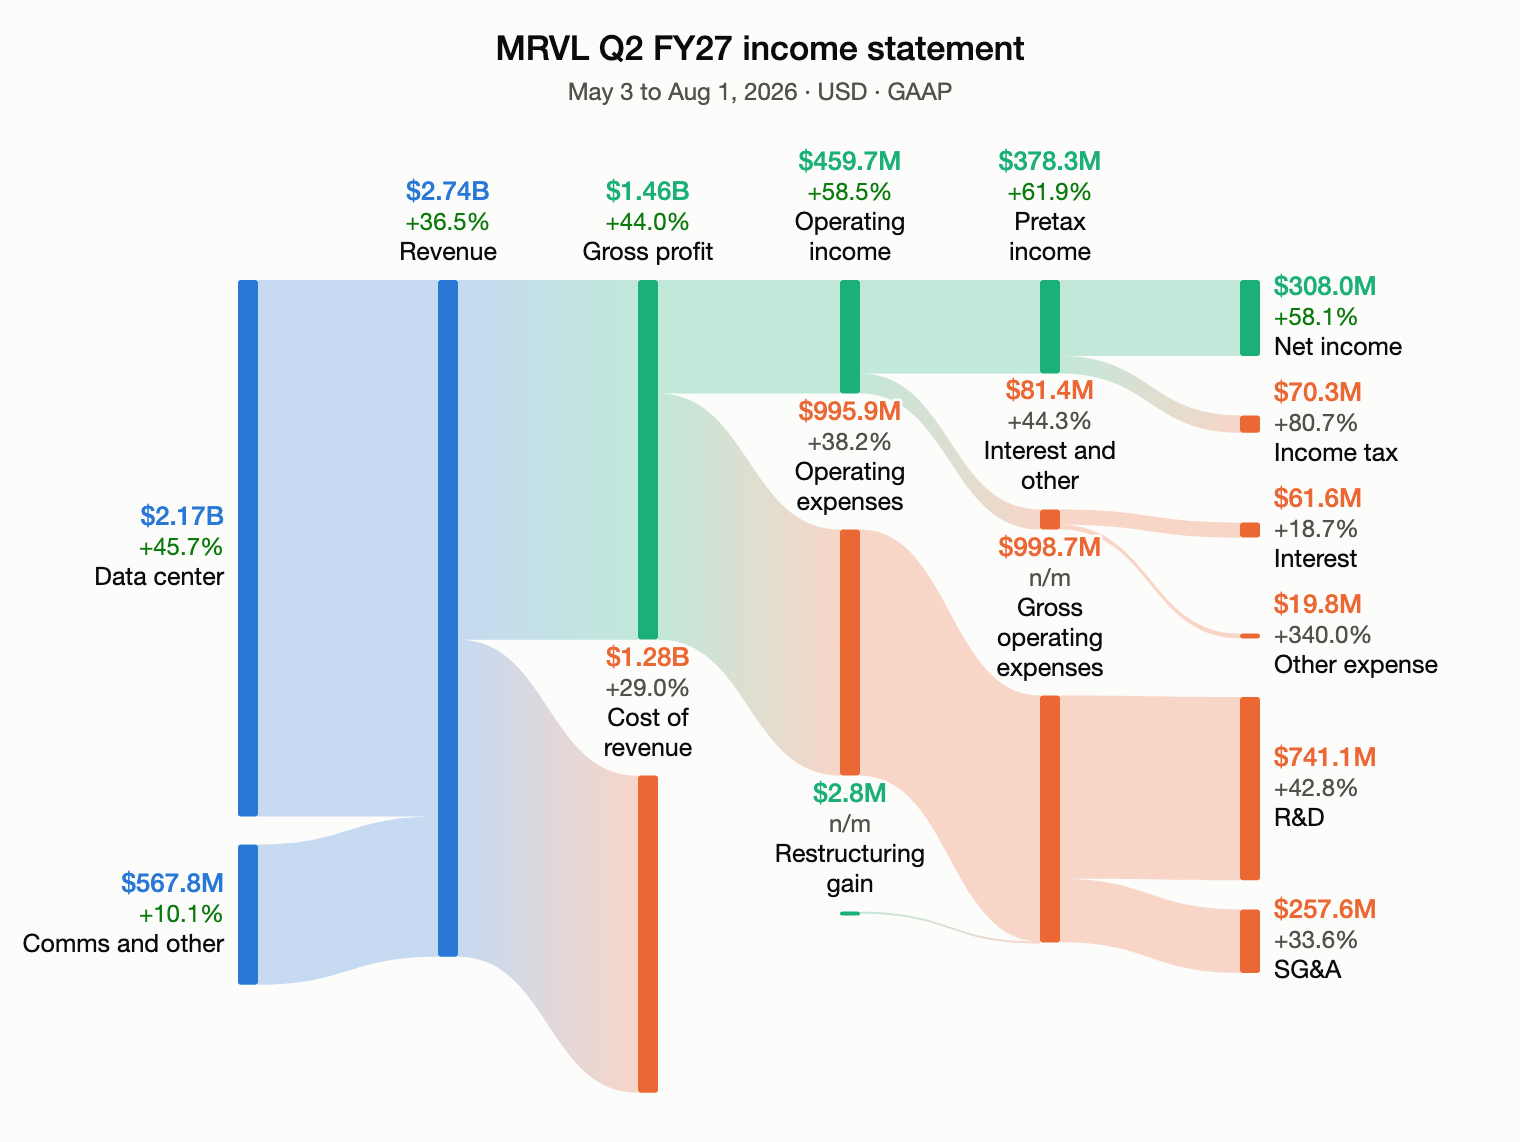 MRVL Q2 FY27 income statement
May 3 to Aug 1, 2026 · USD · GAAP
$2.17B
+45.7%
Data center
$567.8M
+10.1%
Comms and other
$2.74B
+36.5%
Revenue
$1.46B
+44.0%
Gross profit
$1.28B
+29.0%
Cost of
revenue
$459.7M
+58.5%
Operating
income
$995.9M
+38.2%
Operating
expenses
$2.8M
n/m
Restructuring
gain
$378.3M
+61.9%
Pretax
income
$81.4M
+44.3%
Interest and
other
$998.7M
n/m
Gross
operating
expenses
$308.0M
+58.1%
Net income
$70.3M
+80.7%
Income tax
$61.6M
+18.7%
Interest
$19.8M
+340.0%
Other expense
$741.1M
+42.8%
R&D
$257.6M
+33.6%
SG&A